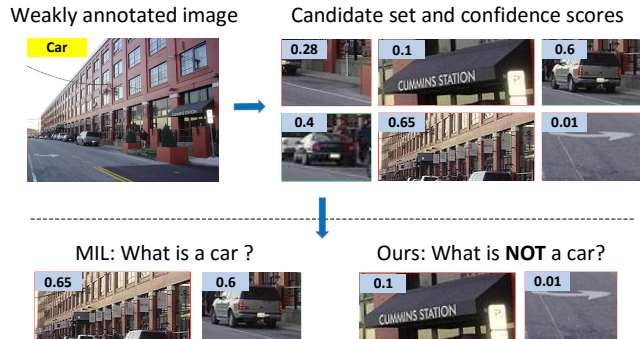 Weakly annotated image
Candidate set and confidence scores
Car
0.28
0.1
0.6
CUMMINS STATION
CUMMINS STATION
P
0.4
0.65
0.01
MIL: What is a car ?
Ours: What is NOT a car?
0.65
0.6
0.1
0.01
CUMMINS STATION
P